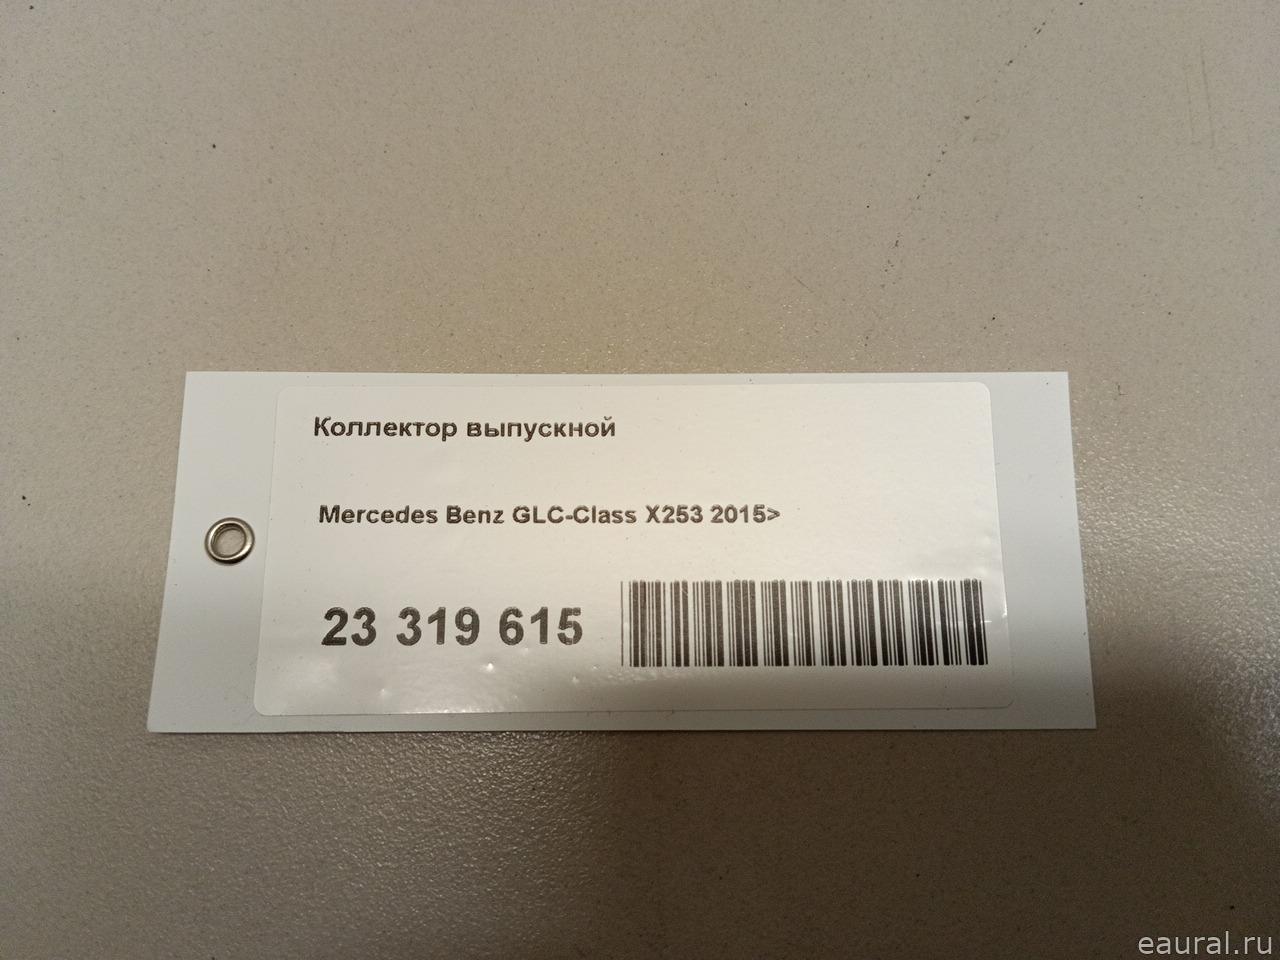 Коллектор выпускной
Mercedes Benz GLC-Class X253 2015>
23 319 615
eaural.ru